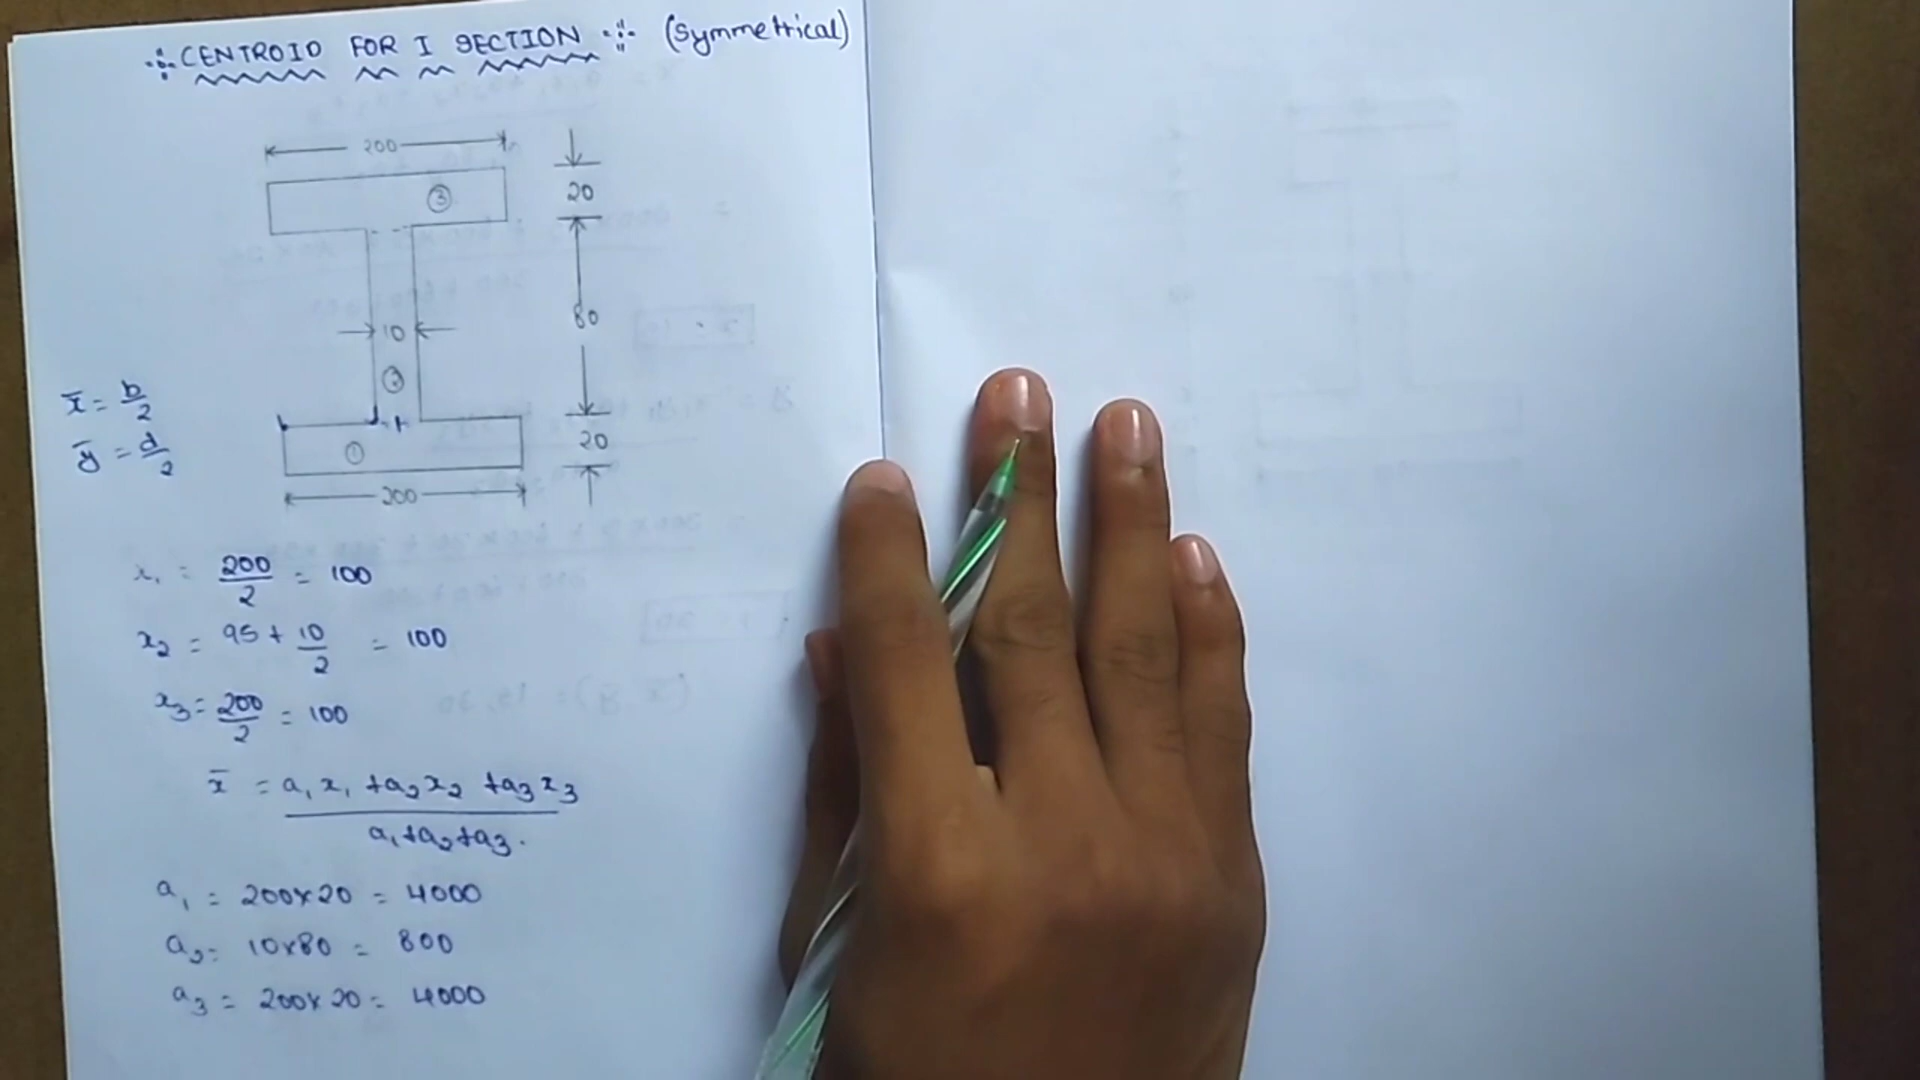 CENTROID FOR I SECTION (Symmetrical)
200
③
20
10
80
②
x̄ = b/2
ȳ = d/2
①
20
200
x₁ = 200/2 = 100
x₂ = 95 + 10/2 = 100
x₃ = 200/2 = 100
x̄ = a₁x₁ + a₂x₂ + a₃x₃
a₁+a₂+a₃.
a₁ = 200×20 = 4000
a₂ = 10×80 = 800
a₃ = 200×20 = 4000